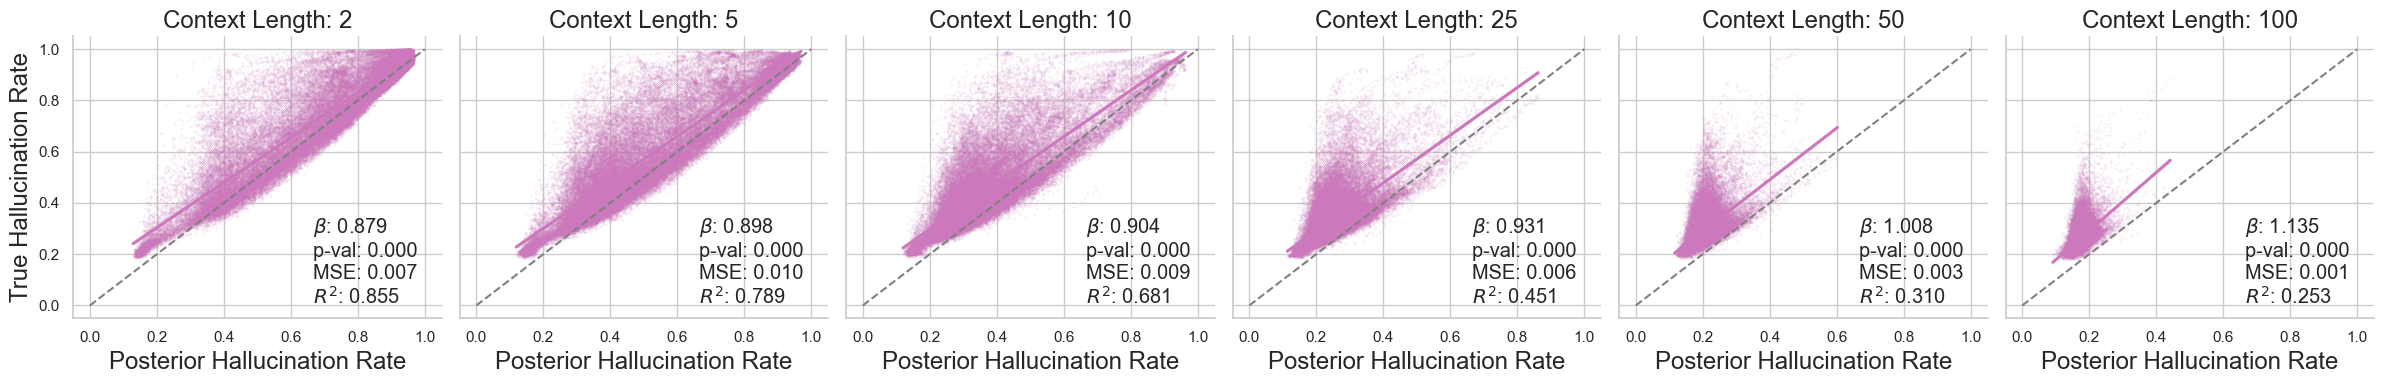 Context Length: 2
Context Length: 5
Context Length: 10
Context Length: 25
Context Length: 50
Context Length: 100
True Hallucination Rate
1.0
0.8
0.6
0.4
0.2
0.0
β: 0.879
p-val: 0.000
MSE: 0.007
R²: 0.855
β: 0.898
p-val: 0.000
MSE: 0.010
R²: 0.789
β: 0.904
p-val: 0.000
MSE: 0.009
R²: 0.681
β: 0.931
p-val: 0.000
MSE: 0.006
R²: 0.451
β: 1.008
p-val: 0.000
MSE: 0.003
R²: 0.310
β: 1.135
p-val: 0.000
MSE: 0.001
R²: 0.253
0.0 0.2 0.4 0.6 0.8 1.0
0.0 0.2 0.4 0.6 0.8 1.0
0.0 0.2 0.4 0.6 0.8 1.0
0.0 0.2 0.4 0.6 0.8 1.0
0.0 0.2 0.4 0.6 0.8 1.0
0.0 0.2 0.4 0.6 0.8 1.0
Posterior Hallucination Rate
Posterior Hallucination Rate
Posterior Hallucination Rate
Posterior Hallucination Rate
Posterior Hallucination Rate
Posterior Hallucination Rate